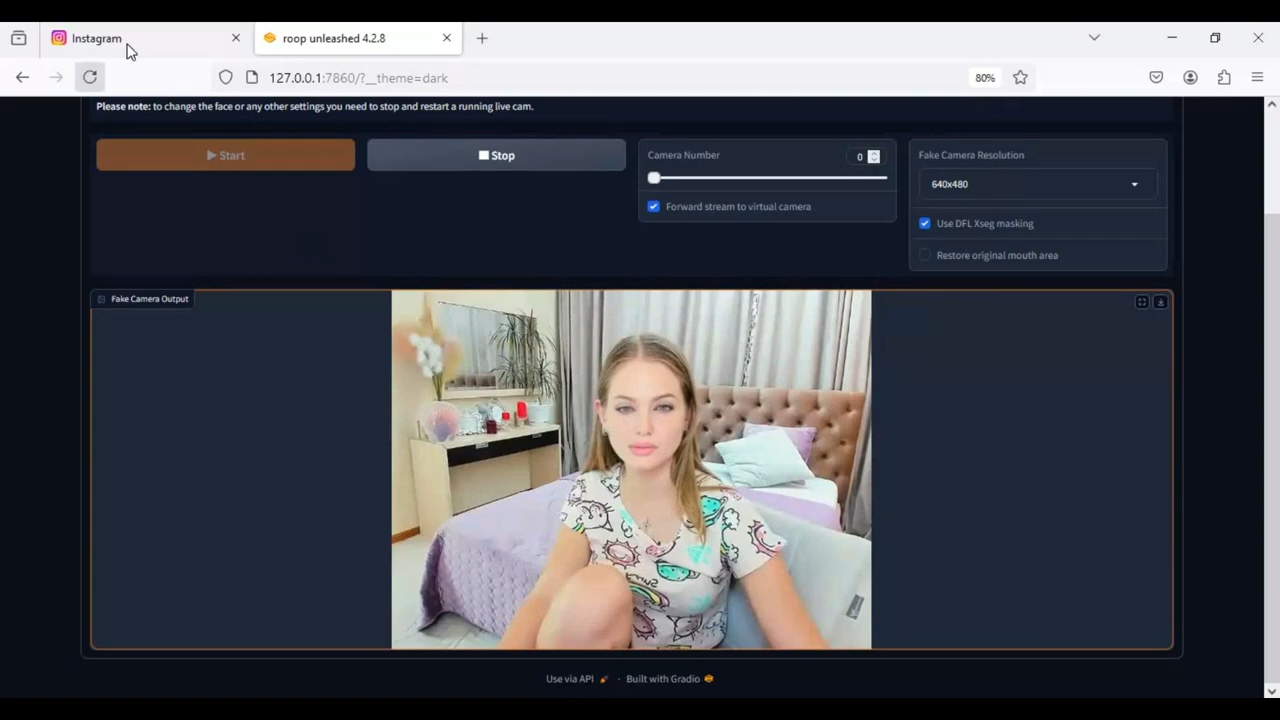 Instagram
roop unleashed 4.2.8
127.0.0.1:7860/?__theme=dark
80%
Please note: to change the face or any other settings you need to stop and restart a running live cam.
Start
Stop
Camera Number
0
Fake Camera Resolution
640x480
Forward stream to virtual camera
Use DFL Xseg masking
Restore original mouth area
Fake Camera Output
Use via API
·
Built with Gradio